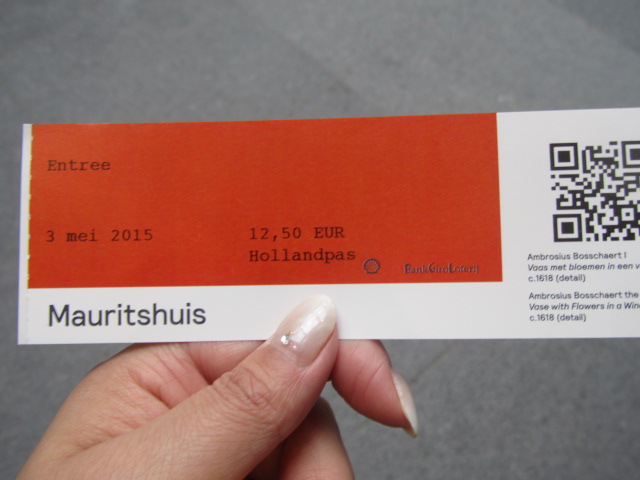 Entree
3 mei 2015
12,50 EUR
Hollandpas
BankGiroLoterij
Mauritshuis
Ambrosius Bosschaert I
Vaas met bloemen in een v
c.1618 (detail)
Ambrosius Bosschaert the
Vase with Flowers in a Win
c.1618 (detail)